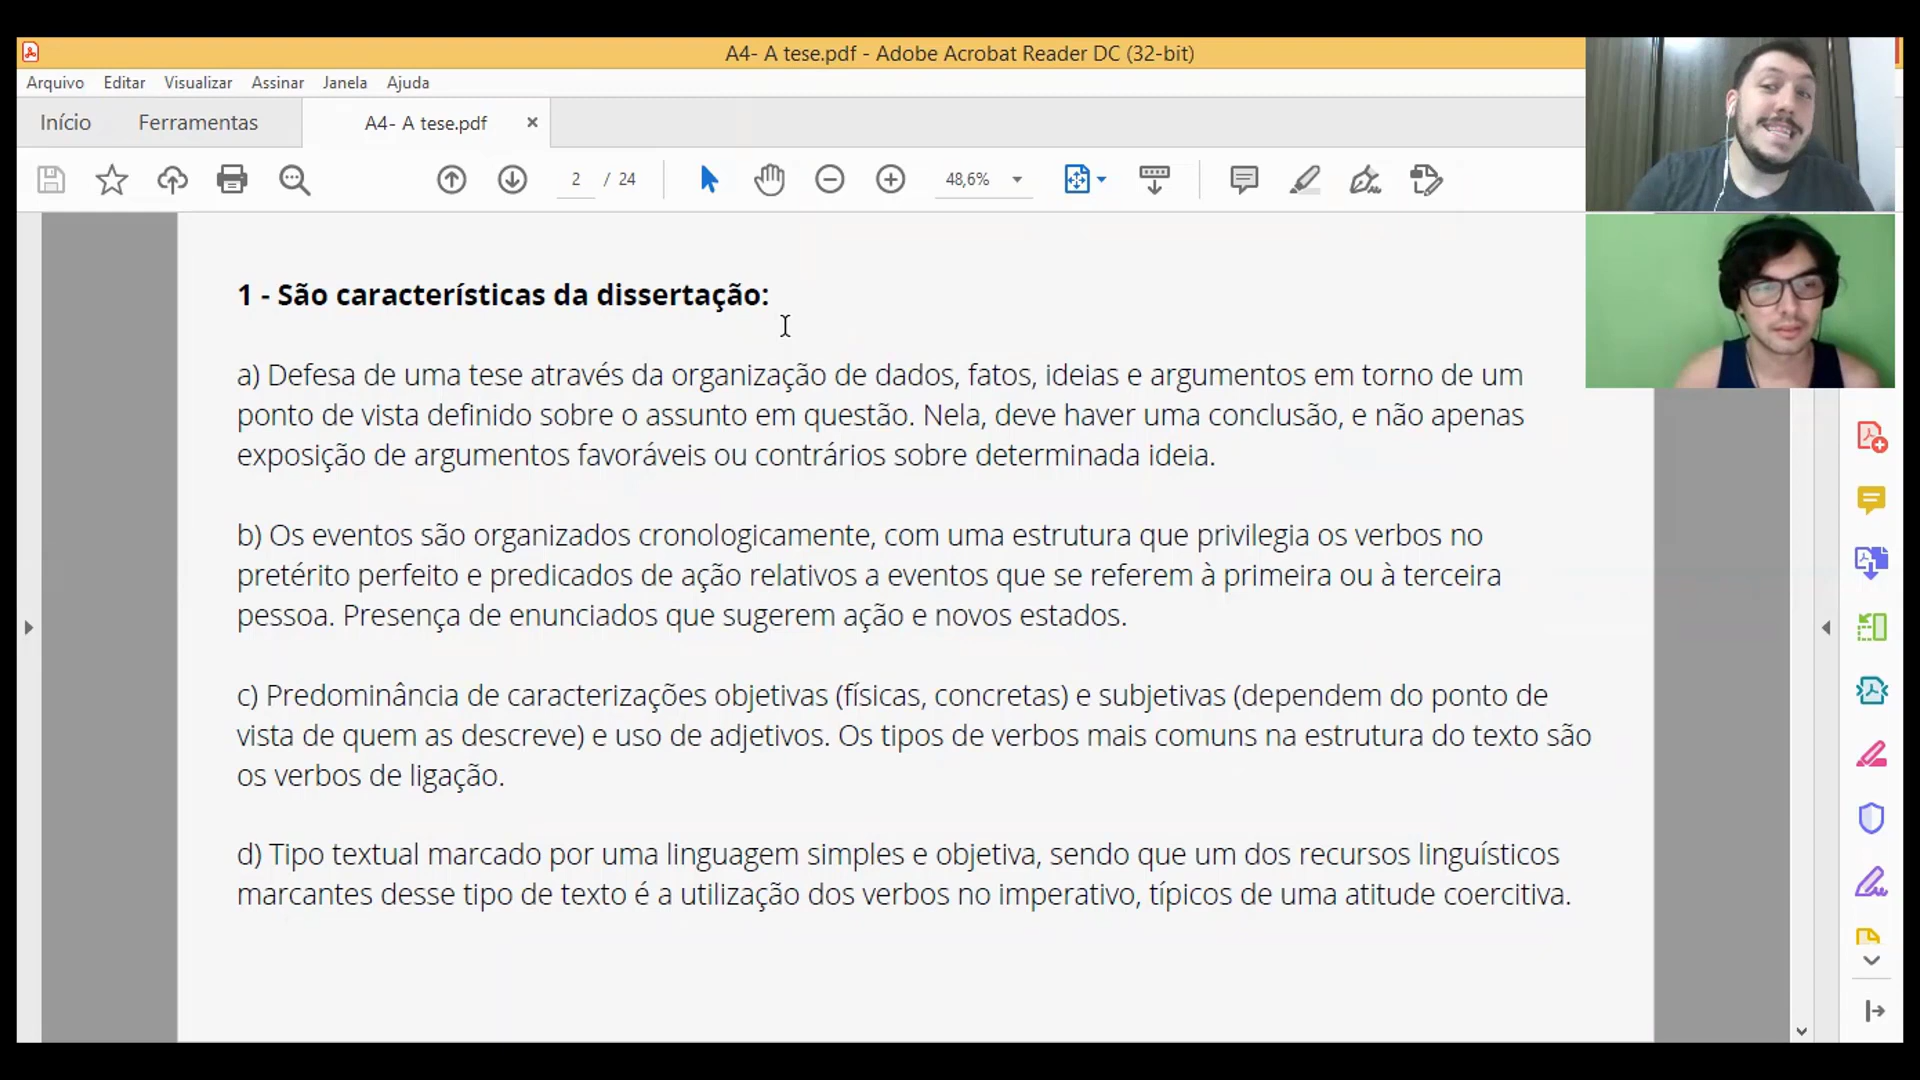 A4- A tese.pdf - Adobe Acrobat Reader DC (32-bit)
Arquivo Editar Visualizar Assinar Janela Ajuda
Início Ferramentas A4- A tese.pdf ×
2 / 24 48,6%
1 - São características da dissertação:
a) Defesa de uma tese através da organização de dados, fatos, ideias e argumentos em torno de um
ponto de vista definido sobre o assunto em questão. Nela, deve haver uma conclusão, e não apenas
exposição de argumentos favoráveis ou contrários sobre determinada ideia.
b) Os eventos são organizados cronologicamente, com uma estrutura que privilegia os verbos no
pretérito perfeito e predicados de ação relativos a eventos que se referem à primeira ou à terceira
pessoa. Presença de enunciados que sugerem ação e novos estados.
c) Predominância de caracterizações objetivas (físicas, concretas) e subjetivas (dependem do ponto de
vista de quem as descreve) e uso de adjetivos. Os tipos de verbos mais comuns na estrutura do texto são
os verbos de ligação.
d) Tipo textual marcado por uma linguagem simples e objetiva, sendo que um dos recursos linguísticos
marcantes desse tipo de texto é a utilização dos verbos no imperativo, típicos de uma atitude coercitiva.